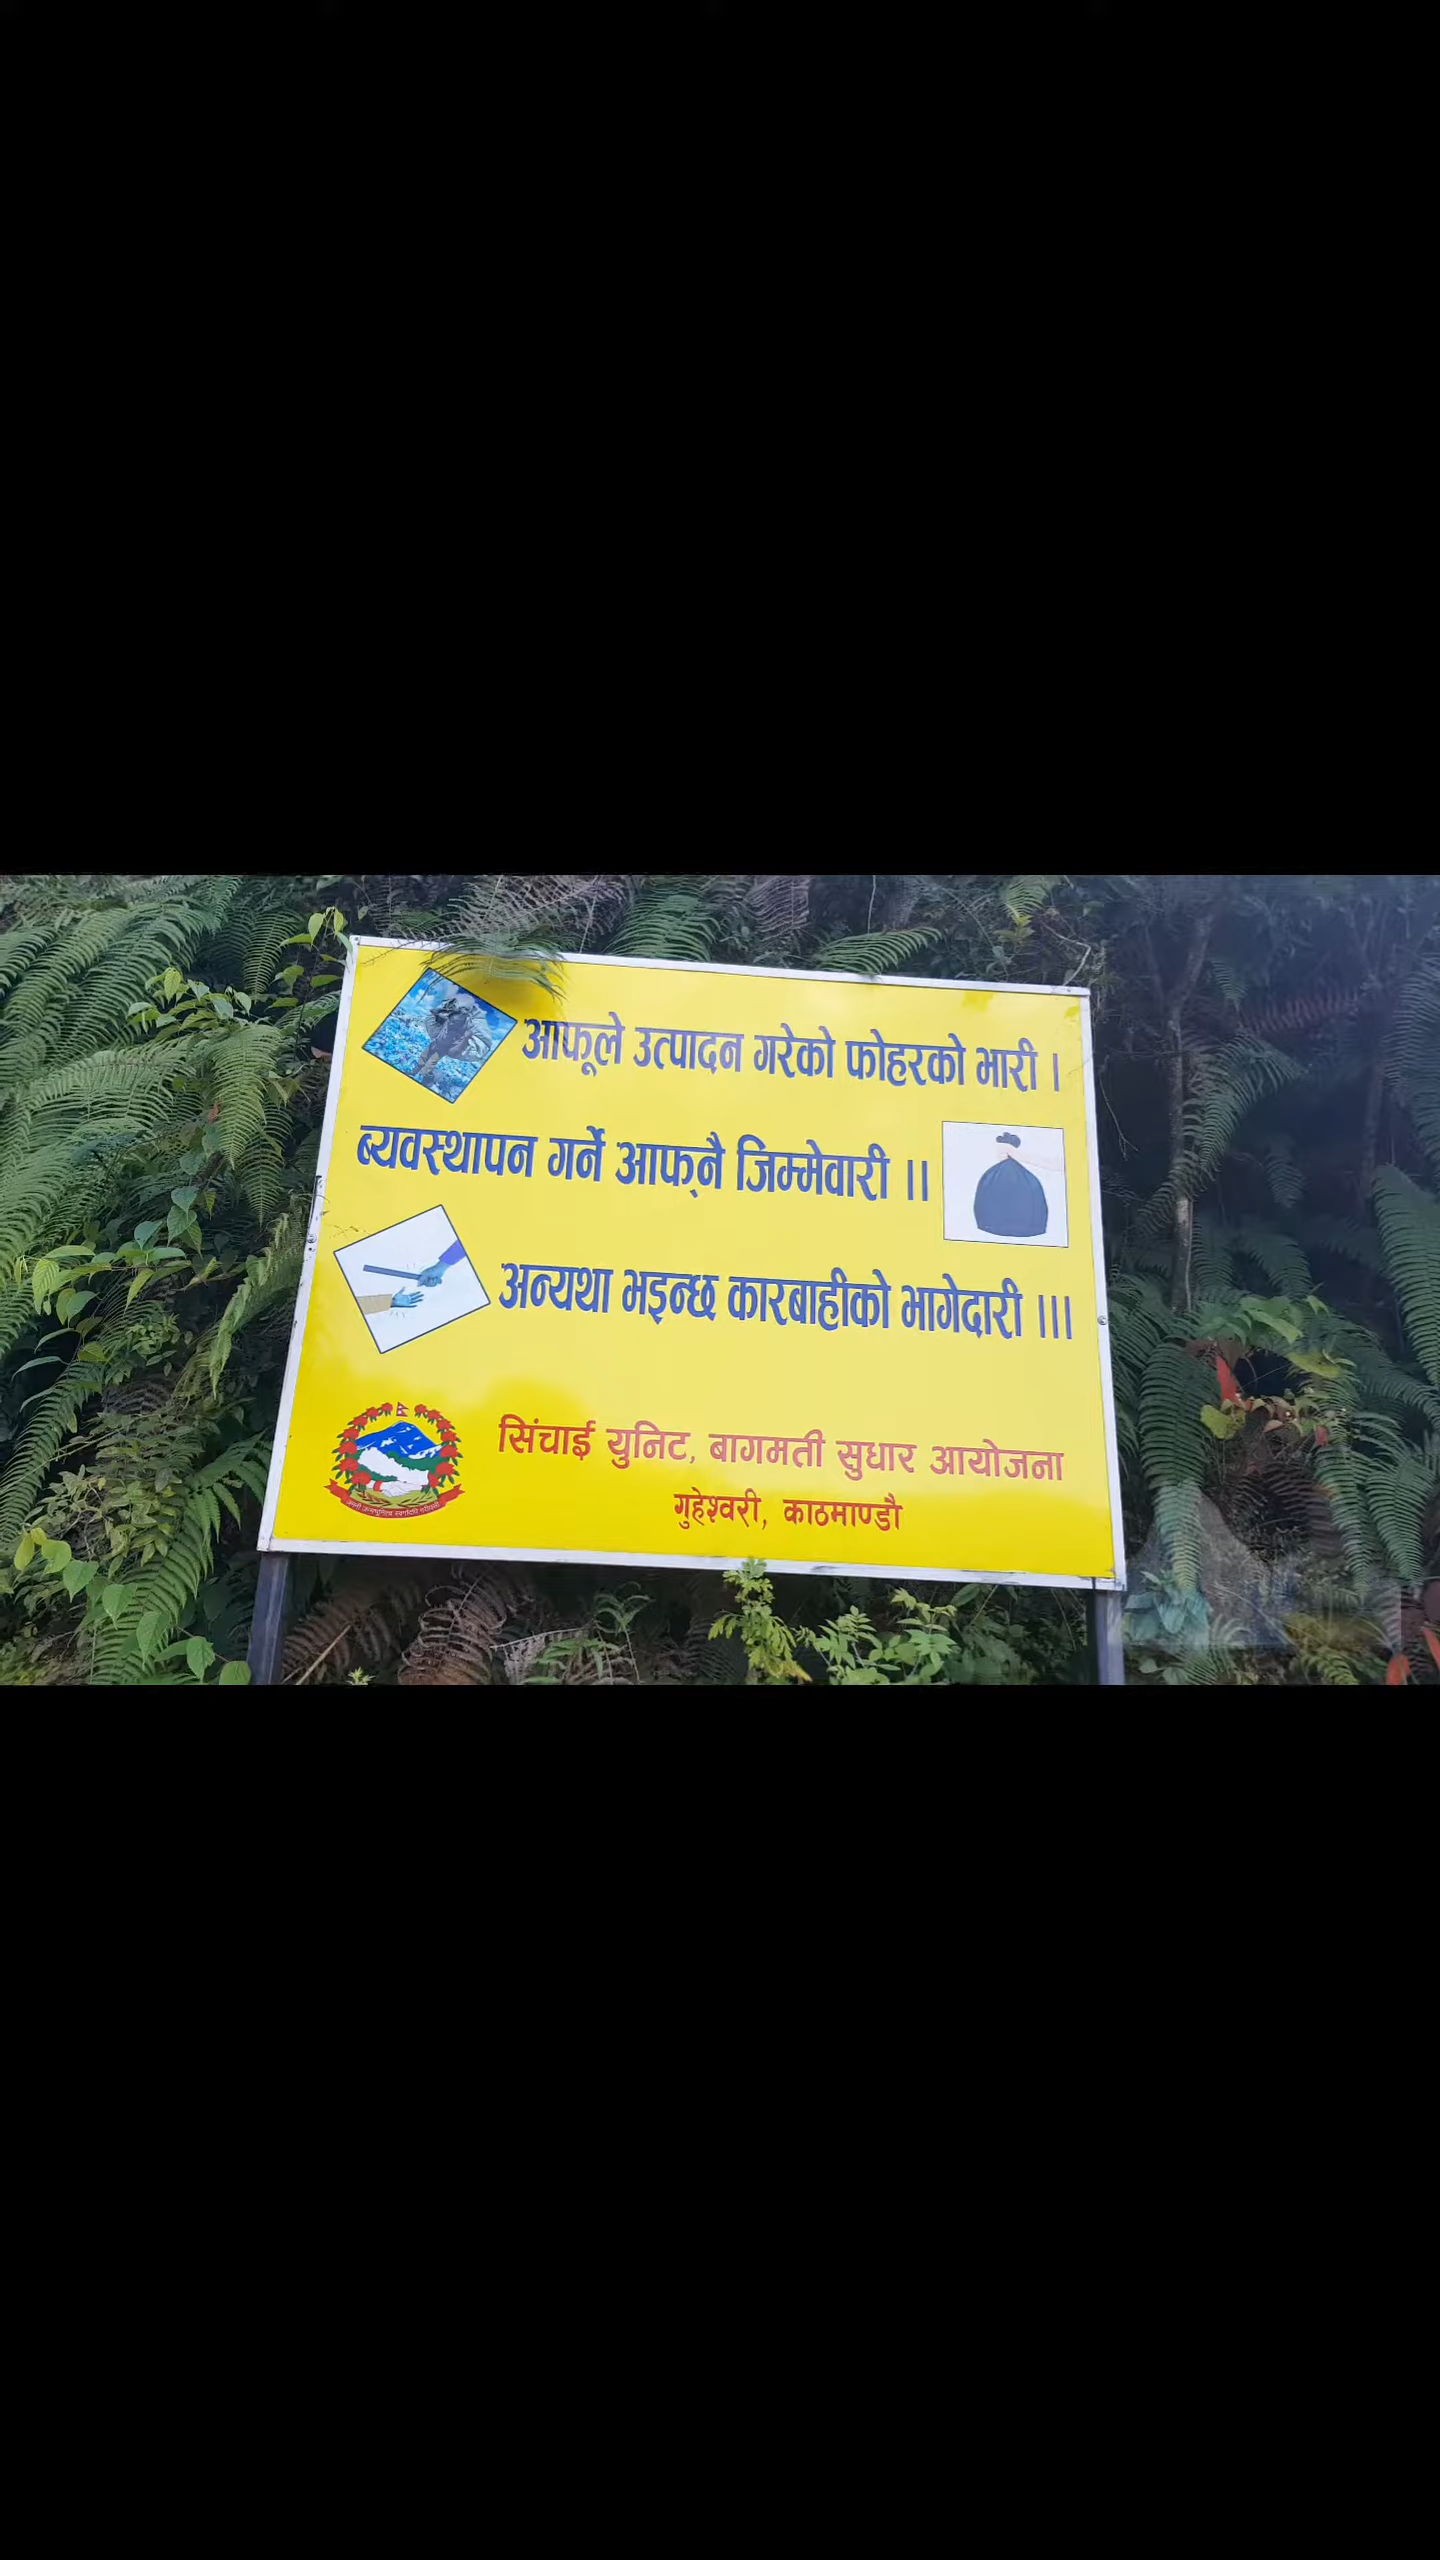 आफूले उत्पादन गरेको फोहरको भारी ।
ब्यवस्थापन गर्ने आफ्‌नै जिम्मेवारी ।।
अन्यथा भइन्छ कारबाहीको भागेदारी ।।।
सिंचाई युनिट, बागमती सुधार आयोजना
गुहेश्वरी, काठमाण्डौ